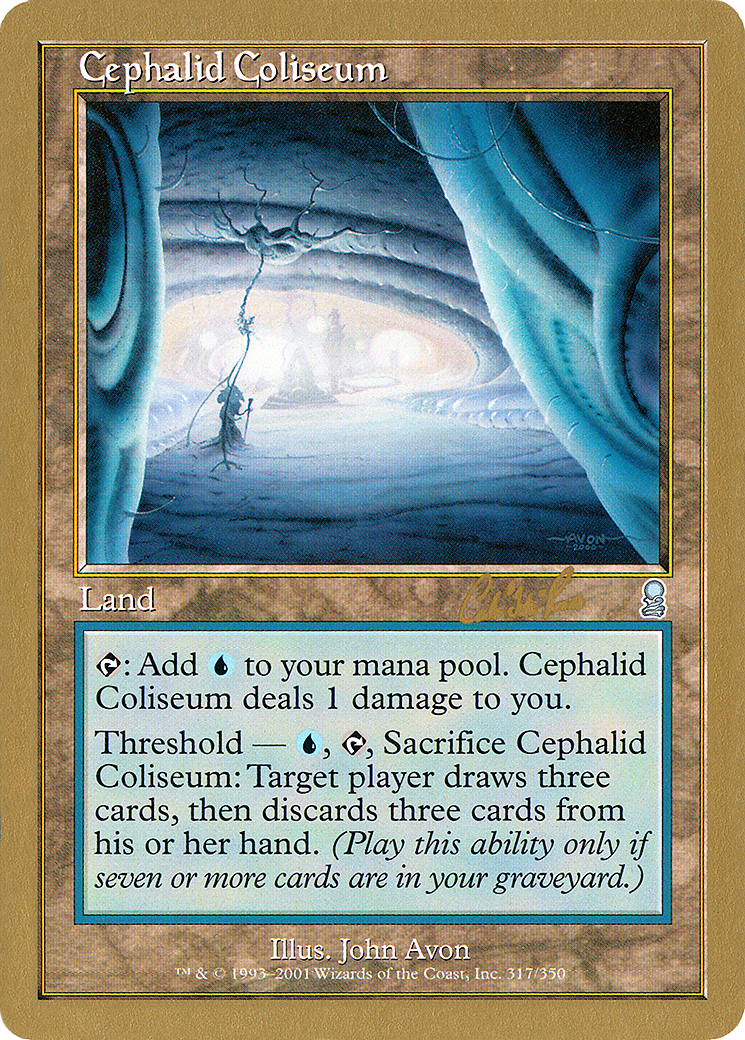 Cephalid Coliseum
AVON
2000
Land
: Add to your mana pool. Cephalid
Coliseum deals 1 damage to you.
Threshold — , , Sacrifice Cephalid
Coliseum: Target player draws three
cards, then discards three cards from
his or her hand. (Play this ability only if
seven or more cards are in your graveyard.)
Illus. John Avon
™ & © 1993–2001 Wizards of the Coast, Inc. 317/350